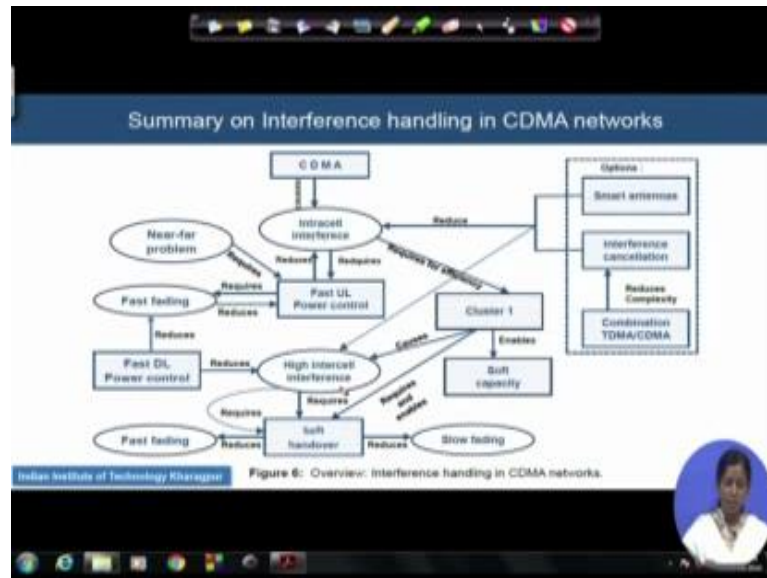 Summary on Interference handling in CDMA networks
CDMA
Options :
Smart antennas
Near-far
problem
Intracell
interference
Reduce
Interference
cancellation
Requires
Reduces
Requires
Requires for efficiency
Requires
Fast fading
Reduces
Fast UL
Power control
Cluster 1
Reduces
Complexity
Combination
TDMA/CDMA
Reduces
Fast DL
Power control
Reduces
High intercell
interference
Causes
Enables
Soft
capacity
Requires
Requires
Requires
and
enables
Fast fading
Reduces
Soft
handover
Reduces
Slow fading
Indian Institute of Technology Kharagpur
Figure 6: Overview: Interference handing in CDMA networks.